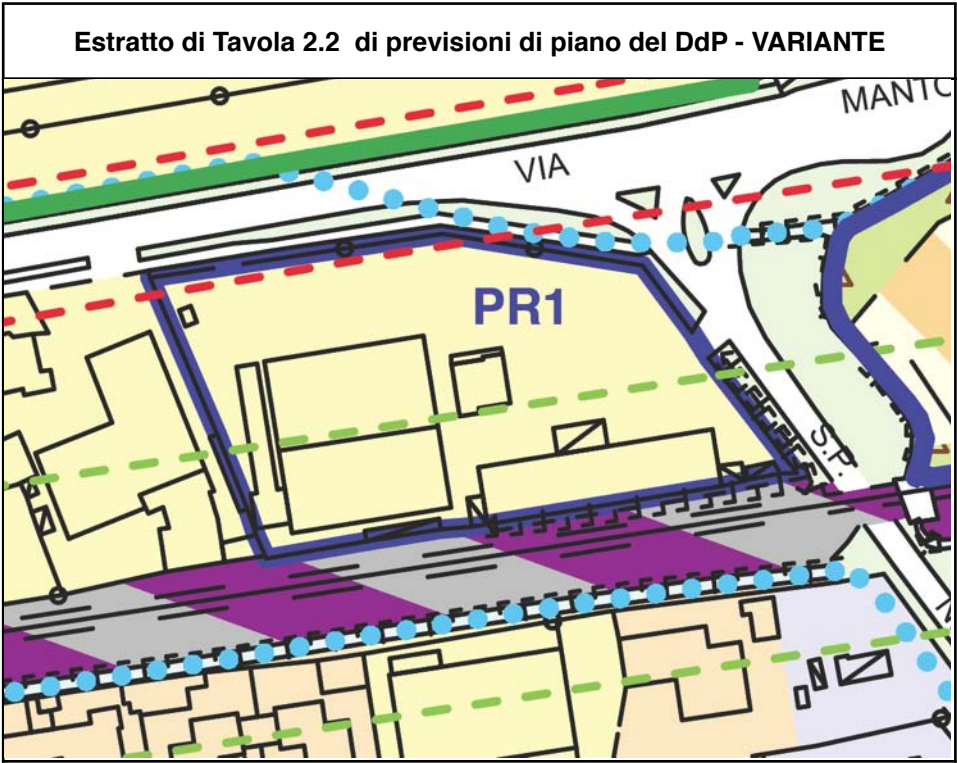 Estratto di Tavola 2.2 di previsioni di piano del DdP - VARIANTE
MANTO
VIA
PR1
S.P.